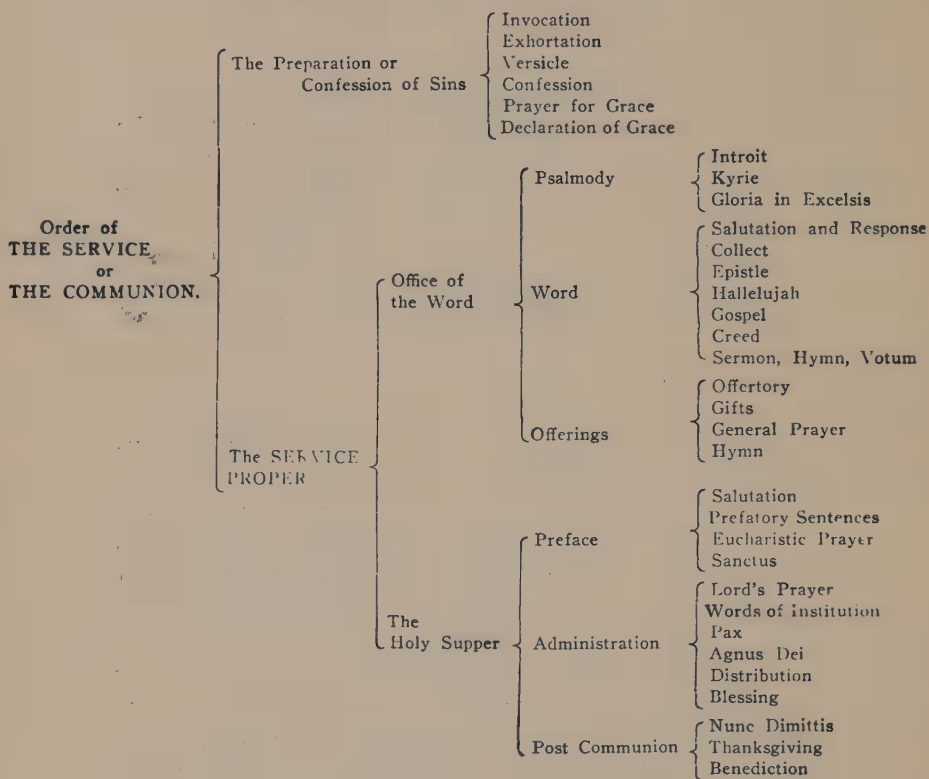 Order of
THE SERVICE
or
THE COMMUNION.
The Preparation or
Confession of Sins
Invocation
Exhortation
Versicle
Confession
Prayer for Grace
Declaration of Grace
The SERVICE
PROPER
Office of
the Word
Psalmody
Introit
Kyrie
Gloria in Excelsis
Word
Salutation and Response
Collect
Epistle
Hallelujah
Gospel
Creed
Sermon, Hymn, Votum
Offerings
Offertory
Gifts
General Prayer
Hymn
The
Holy Supper
Preface
Salutation
Prefatory Sentences
Eucharistic Prayer
Sanctus
Administration
Lord's Prayer
Words of Institution
Pax
Agnus Dei
Distribution
Blessing
Post Communion
Nunc Dimittis
Thanksgiving
Benediction